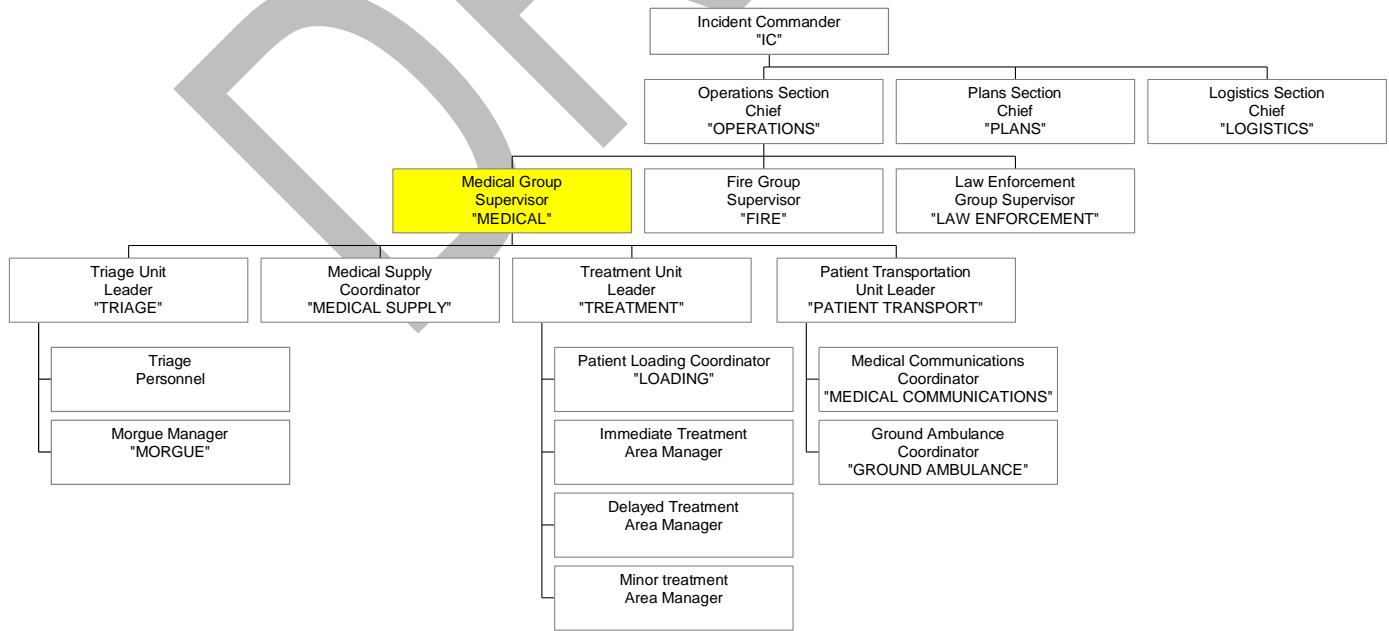 Incident Commander
"IC"
Operations Section
Chief
"OPERATIONS"
Plans Section
Chief
"PLANS"
Logistics Section
Chief
"LOGISTICS"
Medical Group
Supervisor
"MEDICAL"
Fire Group
Supervisor
"FIRE"
Law Enforcement
Group Supervisor
"LAW ENFORCEMENT"
Triage Unit
Leader
"TRIAGE"
Medical Supply
Coordinator
"MEDICAL SUPPLY"
Treatment Unit
Leader
"TREATMENT"
Patient Transportation
Unit Leader
"PATIENT TRANSPORT"
Triage
Personnel
Morgue Manager
"MORGUE"
Patient Loading Coordinator
"LOADING"
Immediate Treatment
Area Manager
Delayed Treatment
Area Manager
Minor treatment
Area Manager
Medical Communications
Coordinator
"MEDICAL COMMUNICATIONS"
Ground Ambulance
Coordinator
"GROUND AMBULANCE"